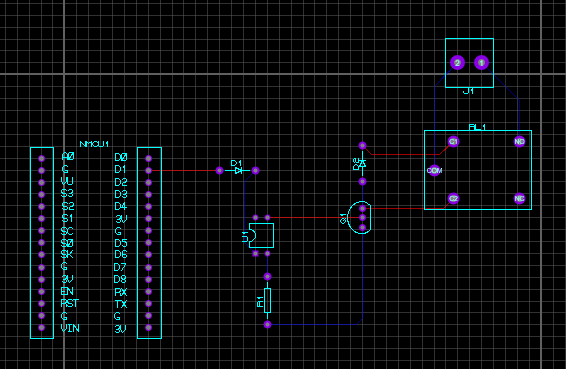 2 1
J1
RL1
NMCU1
C1 NO
A0 D0
G D1
VU D2
S3 D3
S2 D4
S1 3V
SC G
S0 D5
SK D6
G D7
3V D8
EN RX
RST TX
G G
VIN 3V
D1
COM
C2 NC
Q1
U1
R1